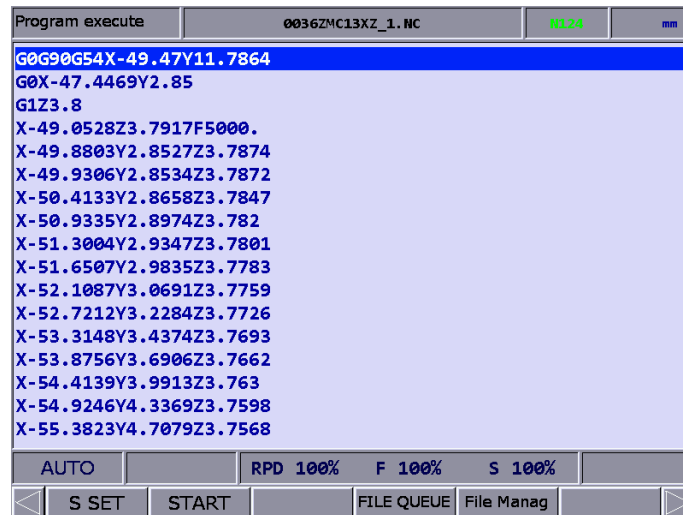 Program execute 0036ZMC13XZ_1.NC N124 mm
G0G90G54X-49.47Y11.7864
G0X-47.4469Y2.85
G1Z3.8
X-49.0528Z3.7917F5000.
X-49.8803Y2.8527Z3.7874
X-49.9306Y2.8534Z3.7872
X-50.4133Y2.8658Z3.7847
X-50.9335Y2.8974Z3.782
X-51.3004Y2.9347Z3.7801
X-51.6507Y2.9835Z3.7783
X-52.1087Y3.0691Z3.7759
X-52.7212Y3.2284Z3.7726
X-53.3148Y3.4374Z3.7693
X-53.8756Y3.6906Z3.7662
X-54.4139Y3.9913Z3.763
X-54.9246Y4.3369Z3.7598
X-55.3823Y4.7079Z3.7568
AUTO RPD 100% F 100% S 100%
S SET START FILE QUEUE File Manag